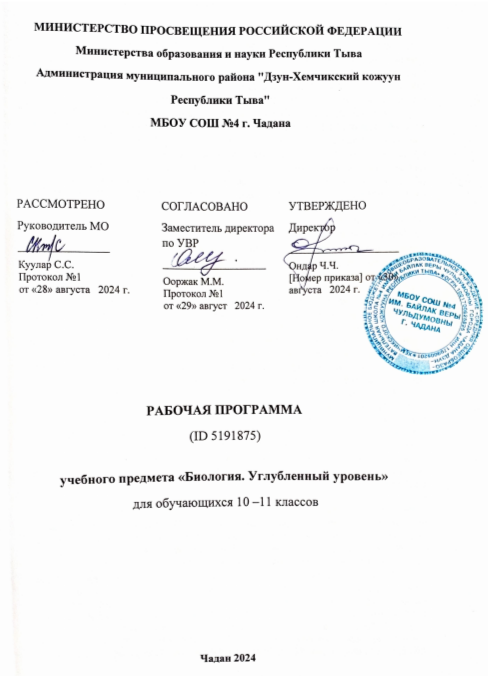 МИНИСТЕРСТВО ПРОСВЕЩЕНИЯ РОССИЙСКОЙ ФЕДЕРАЦИИ
Министерства образования и науки Республики Тыва
Администрация муниципального района "Дзун-Хемчикский кожуун
Республики Тыва"
МБОУ СОШ №4 г. Чадана
РАССМОТРЕНО
Руководитель МО
Куулар С.С.
Протокол №1
от «28» августа 2024 г.
СОГЛАСОВАНО
Заместитель директора
по УВР
Ооржак М.М.
Протокол №1
от «29» август 2024 г.
УТВЕРЖДЕНО
Директор
Ондар Ч.Ч.
[Номер приказа] от «30»
августа 2024 г.
МБОУ СОШ №4
ИМ. БАЙЛАК ВЕРЫ
ЧУЛЬДУМОВНЫ
Г. ЧАДАНА
РАБОЧАЯ ПРОГРАММА
(ID 5191875)
учебного предмета «Биология. Углубленный уровень»
для обучающихся 10 –11 классов
Чадан 2024